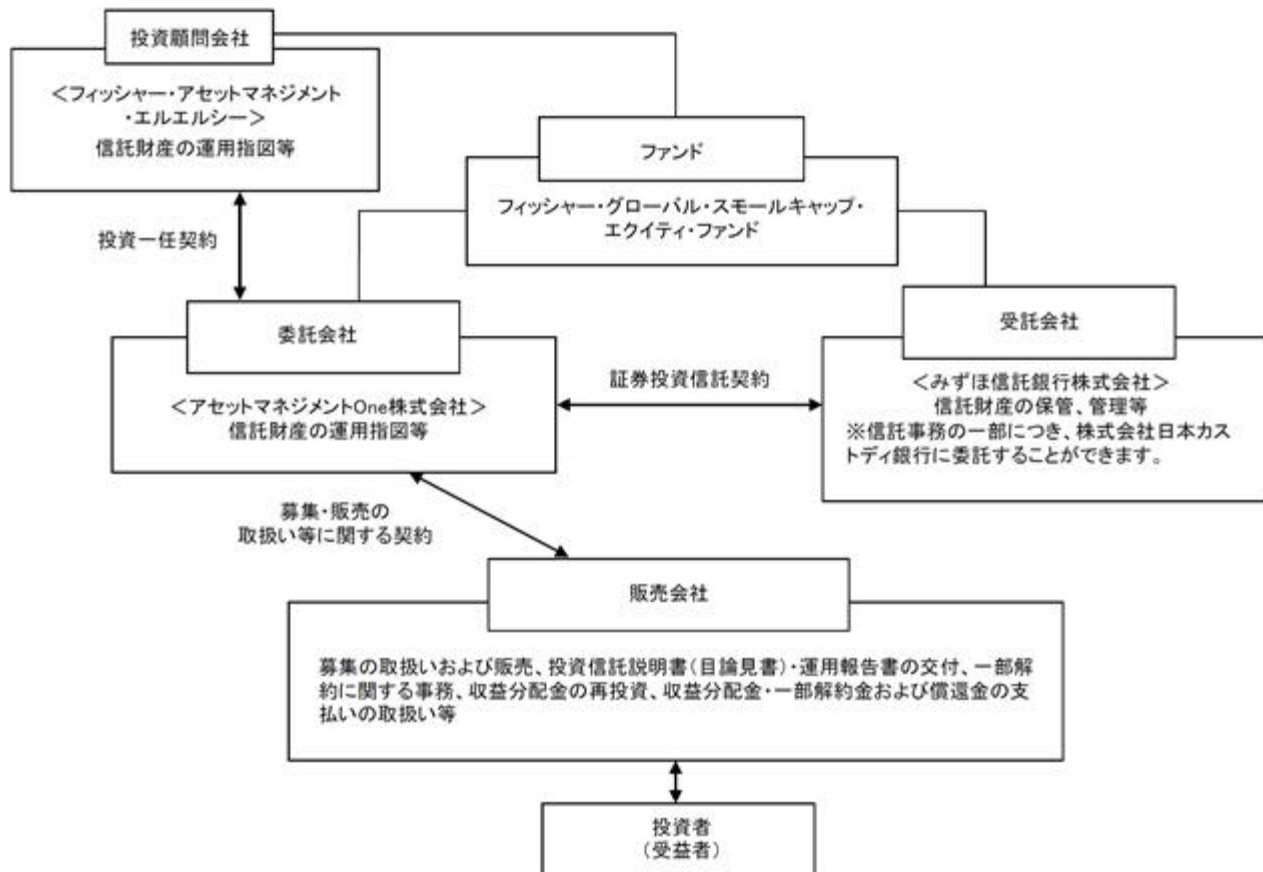 投資顧問会社
＜フィッシャー・アセットマネジメント
・エルエルシー＞
信託財産の運用指図等
ファンド
フィッシャー・グローバル・スモールキャップ・
エクイティ・ファンド
投資一任契約
委託会社
＜アセットマネジメントOne株式会社＞
信託財産の運用指図等
証券投資信託契約
受託会社
＜みずほ信託銀行株式会社＞
信託財産の保管、管理等
※信託事務の一部につき、株式会社日本カス
トディ銀行に委託することができます。
募集・販売の
取扱い等に関する契約
販売会社
募集の取扱いおよび販売、投資信託説明書（目論見書）・運用報告書の交付、一部解
約に関する事務、収益分配金の再投資、収益分配金・一部解約金および償還金の支
払いの取扱い等
投資者
（受益者）